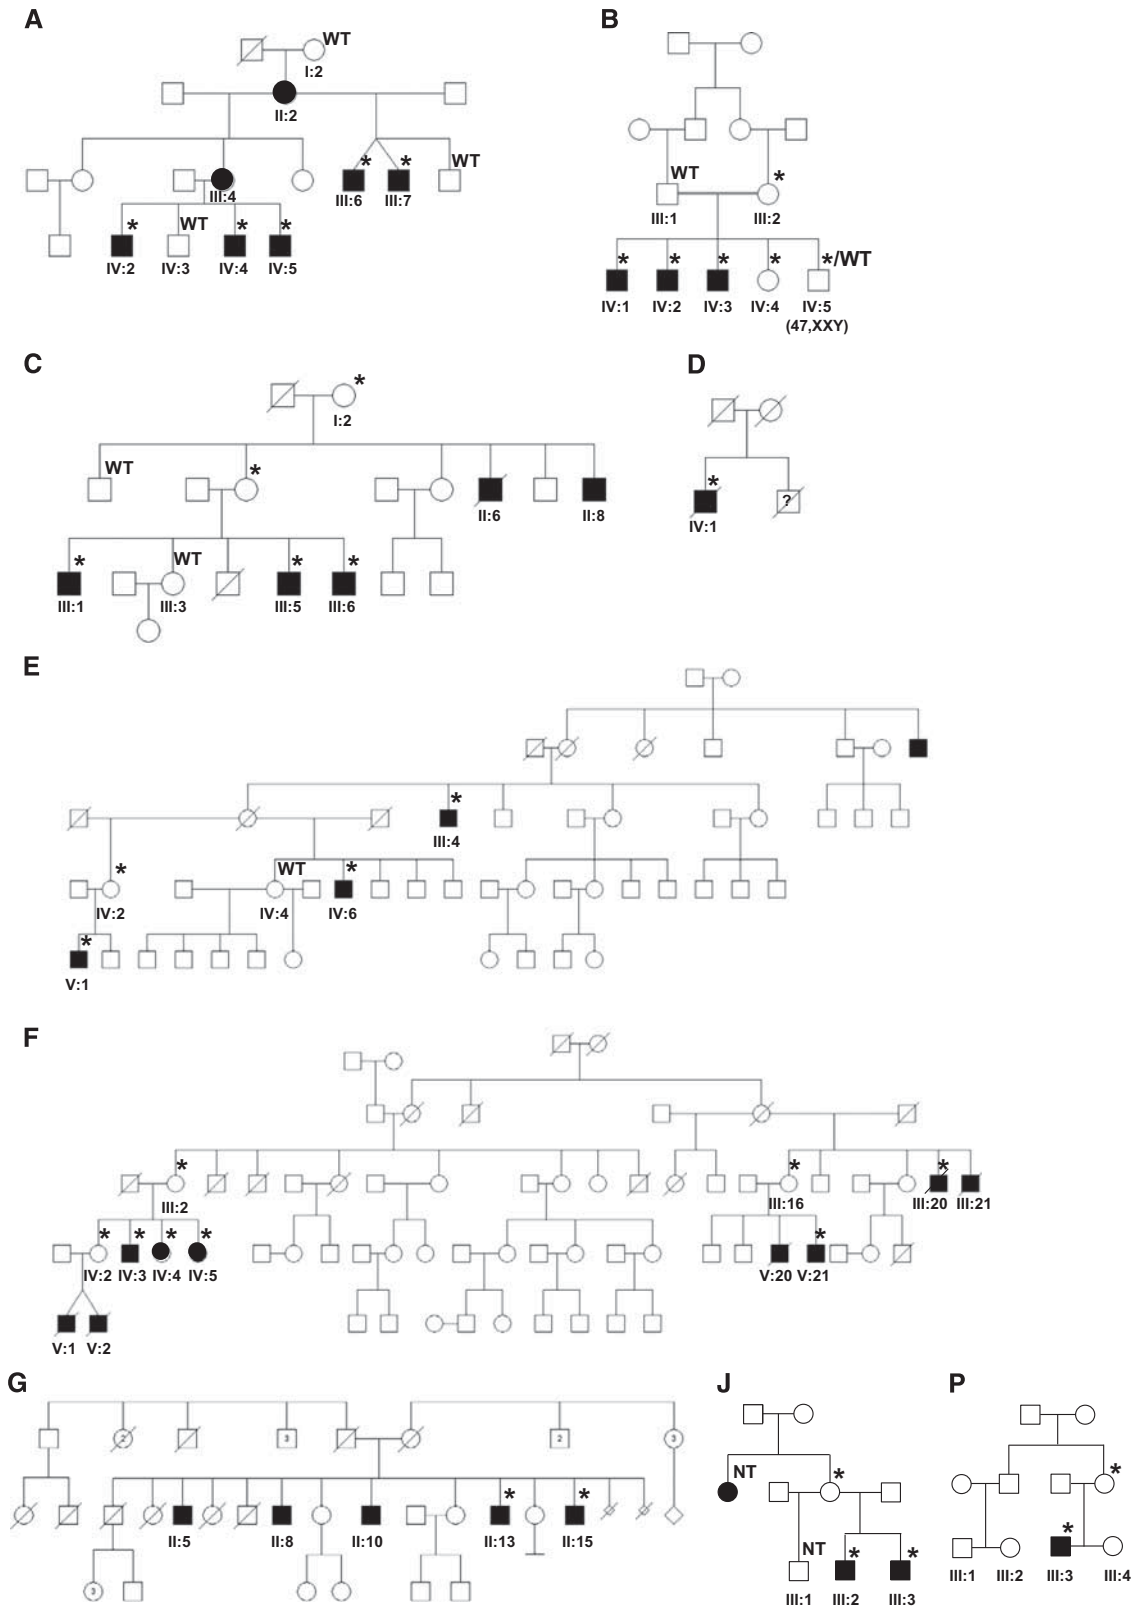 A
WT
I:2
II:2
* * WT
III:4 III:6 III:7
* WT * *
IV:2 IV:3 IV:4 IV:5
B
WT *
III:1 III:2
* * * * */WT
IV:1 IV:2 IV:3 IV:4 IV:5
(47,XXY)
C
*
I:2
WT *
II:6 II:8
* WT * *
III:1 III:3 III:5 III:6
D
*
?
IV:1
E
*
III:4
* WT *
IV:2 IV:4 IV:6
*
V:1
F
* * *
III:2 III:16 III:20 III:21
* * * * *
IV:2 IV:3 IV:4 IV:5 V:20 V:21
V:1 V:2
G
2 3 2 3
* *
II:5 II:8 II:10 II:13 II:15
3
J
NT *
NT * *
III:1 III:2 III:3
P
*
*
III:1 III:2 III:3 III:4